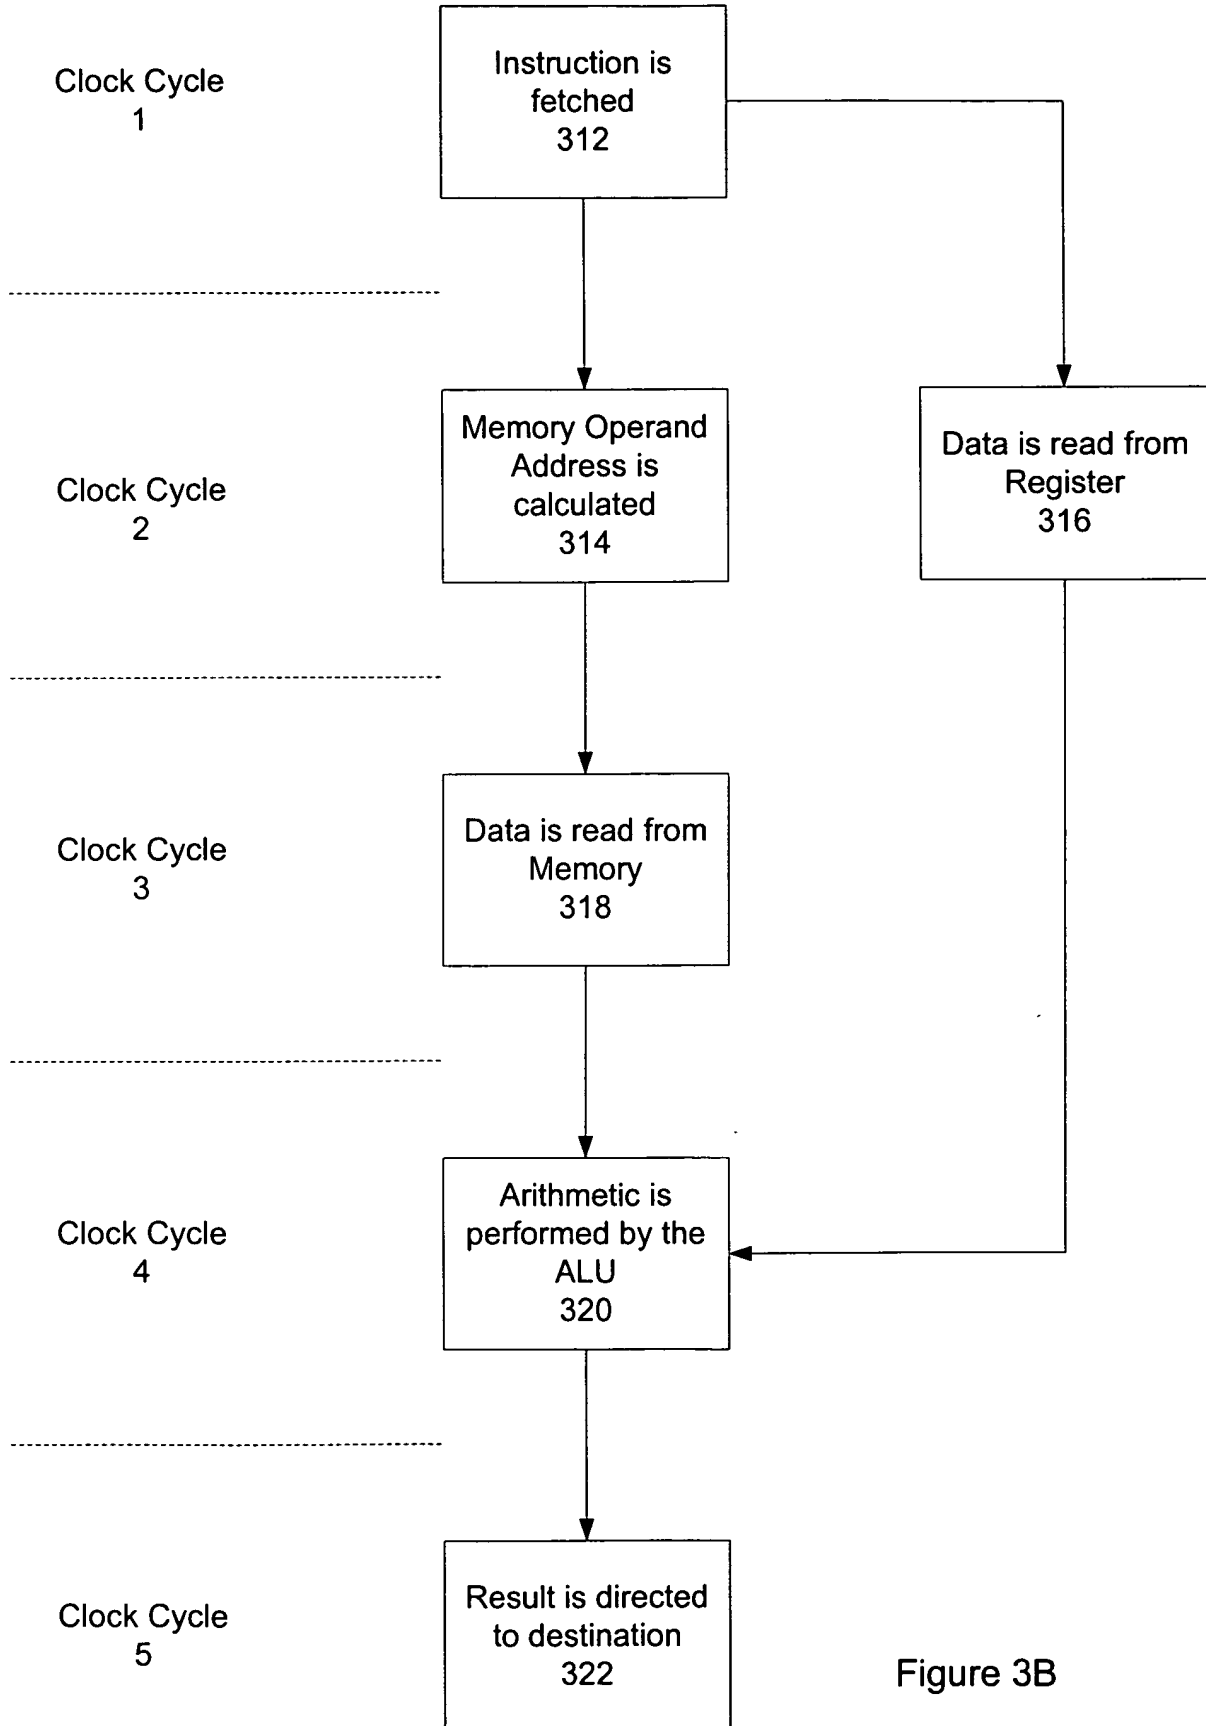 Clock Cycle
1
Instruction is
fetched
312
Clock Cycle
2
Memory Operand
Address is
calculated
314
Data is read from
Register
316
Clock Cycle
3
Data is read from
Memory
318
Clock Cycle
4
Arithmetic is
performed by the
ALU
320
Clock Cycle
5
Result is directed
to destination
322
Figure 3B